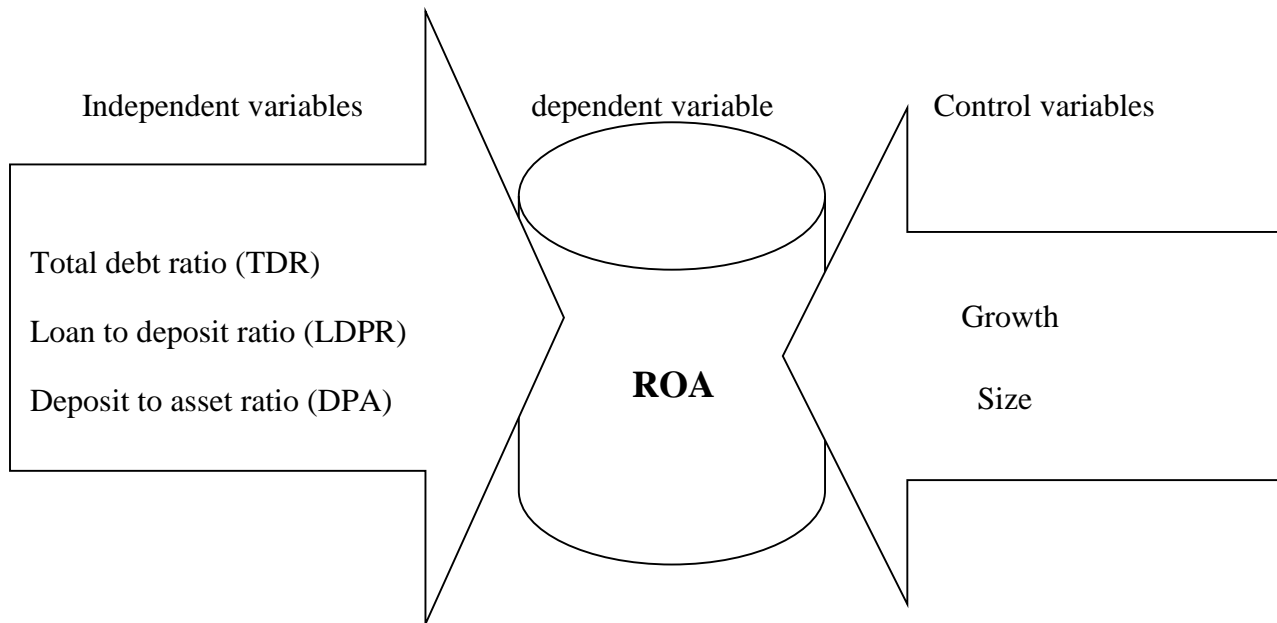 Independent variables
dependent variable
Control variables
Total debt ratio (TDR)
Loan to deposit ratio (LDPR)
Deposit to asset ratio (DPA)
ROA
Growth
Size